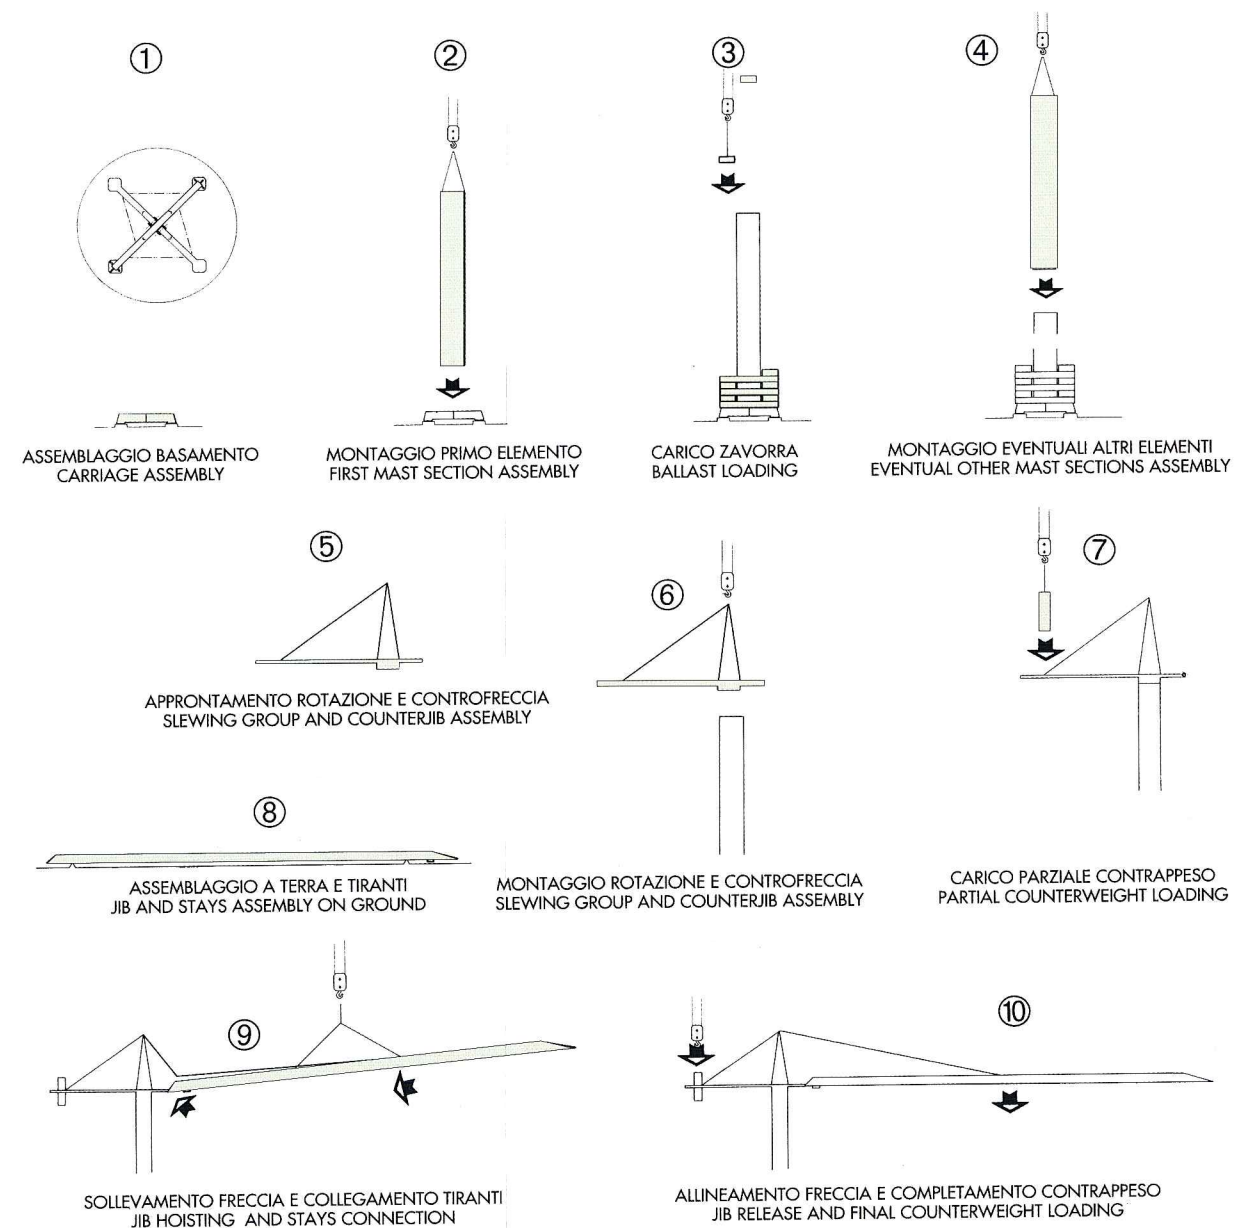 ①
ASSEMBLAGGIO BASAMENTO
CARRIAGE ASSEMBLY
②
MONTAGGIO PRIMO ELEMENTO
FIRST MAST SECTION ASSEMBLY
③
CARICO ZAVORRA
BALLAST LOADING
④
MONTAGGIO EVENTUALI ALTRI ELEMENTI
EVENTUAL OTHER MAST SECTIONS ASSEMBLY
⑤
APPRONTAMENTO ROTAZIONE E CONTROFRECCIA
SLEWING GROUP AND COUNTERJIB ASSEMBLY
⑥
MONTAGGIO ROTAZIONE E CONTROFRECCIA
SLEWING GROUP AND COUNTERJIB ASSEMBLY
⑦
CARICO PARZIALE CONTRAPPESO
PARTIAL COUNTERWEIGHT LOADING
⑧
ASSEMBLAGGIO A TERRA E TIRANTI
JIB AND STAYS ASSEMBLY ON GROUND
⑨
SOLLEVAMENTO FRECCIA E COLLEGAMENTO TIRANTI
JIB HOISTING AND STAYS CONNECTION
⑩
ALLINEAMENTO FRECCIA E COMPLETAMENTO CONTRAPPESO
JIB RELEASE AND FINAL COUNTERWEIGHT LOADING